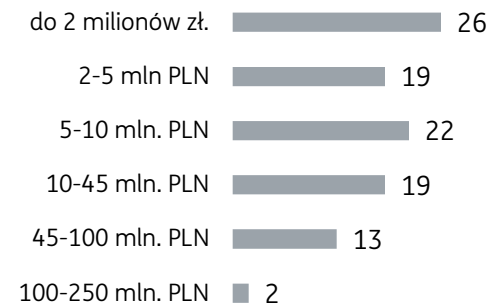 do 2 milionów zł. 26
2-5 mln PLN 19
5-10 mln. PLN 22
10-45 mln. PLN 19
45-100 mln. PLN 13
100-250 mln. PLN 2